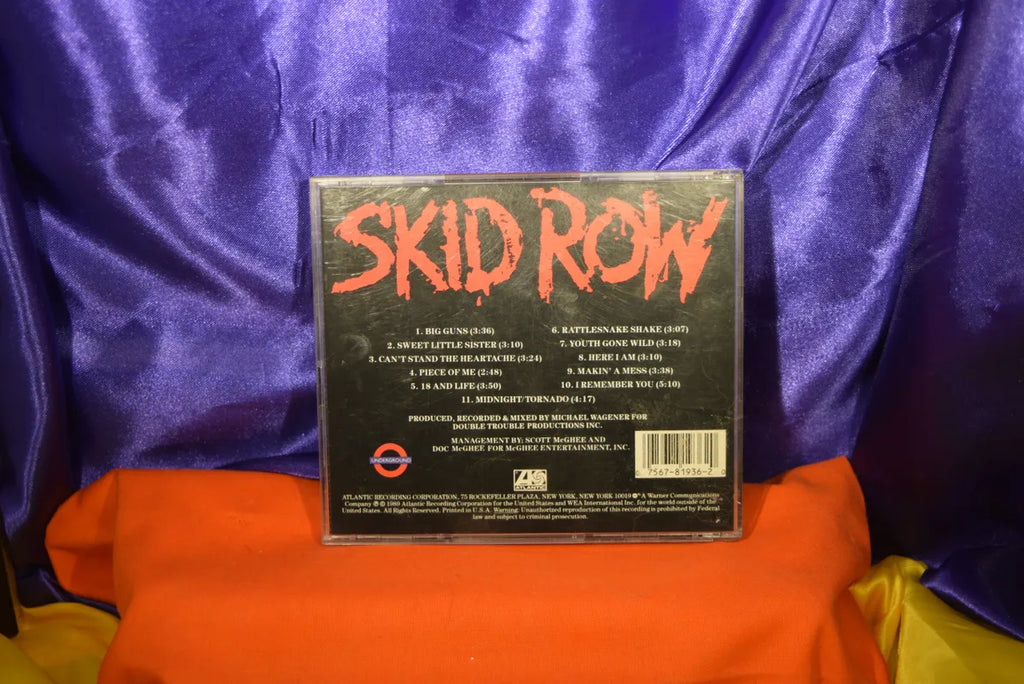 SKID ROW
1. BIG GUNS (3:36)
2. SWEET LITTLE SISTER (3:10)
3. CAN'T STAND THE HEARTACHE (3:24)
4. PIECE OF ME (2:48)
5. 18 AND LIFE (3:50)
6. RATTLESNAKE SHAKE (3:07)
7. YOUTH GONE WILD (3:18)
8. HERE I AM (3:10)
9. MAKIN' A MESS (3:38)
10. I REMEMBER YOU (5:10)
11. MIDNIGHT/TORNADO (4:17)
PRODUCED, RECORDED & MIXED BY MICHAEL WAGENER FOR
DOUBLE TROUBLE PRODUCTIONS INC.
MANAGEMENT BY: SCOTT McGHEE AND
DOC McGHEE FOR McGHEE ENTERTAINMENT, INC.
UNDERGROUND
7567-81936-2
ATLANTIC
ATLANTIC RECORDING CORPORATION, 75 ROCKEFELLER PLAZA, NEW YORK, NEW YORK 10019 A Warner Communications
Company ℗ © 1989 Atlantic Recording Corporation for the United States and WEA International Inc. for the world outside of the
United States. All Rights Reserved. Printed in U.S.A. Warning: Unauthorized reproduction of this recording is prohibited by Federal
law and subject to criminal prosecution.